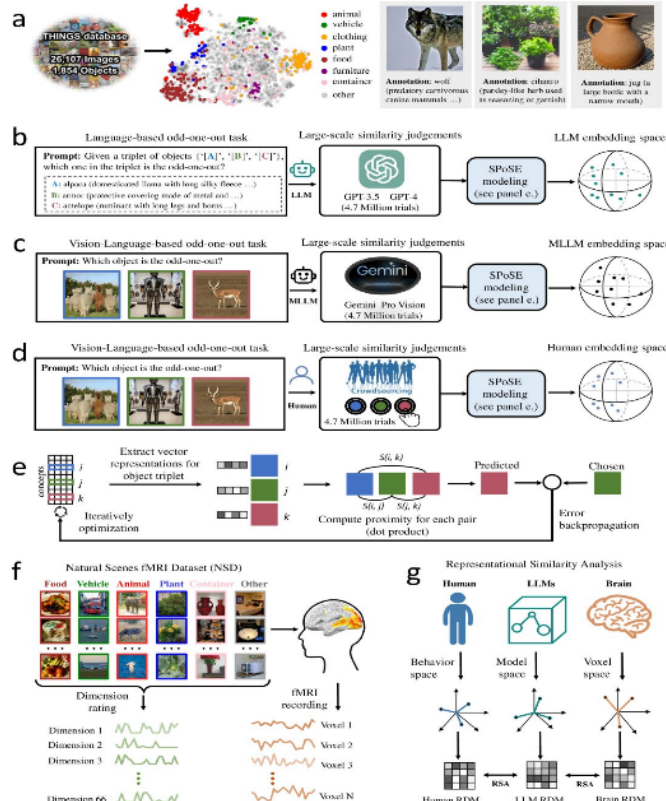 a
THINGS database
26,107 Images
1,854 Objects
animal
vehicle
clothing
plant
food
furniture
container
other
Annotation: wolf
(predatory carnivorous
canine mammals …)
Annotation:
cilantro
(parsley-like herb used
as seasoning or garnish)
Annotation: jug (a
large bottle with a
narrow mouth)
b
Language-based odd-one-out task
Large-scale similarity judgements
LLM embedding space
Prompt: Given a triplet of objects {'[A]', '[B]', '[C]'},
which one in the triplet is the odd-one-out?
A: alpaca (domesticated llama with long silky fleece …)
B: armor (protective covering made of metal and …)
C: antelope (ruminant with long legs and horns …)
LLM
GPT-3.5 GPT-4
(4.7 Million trials)
SPoSE
modeling
(see panel e.)
c
Vision-Language-based odd-one-out task
Large-scale similarity judgements
MLLM embedding space
Prompt: Which object is the odd-one-out?
MLLM
Gemini
Gemini Pro Vision
(4.7 Million trials)
SPoSE
modeling
(see panel e.)
d
Vision-Language-based odd-one-out task
Large-scale similarity judgements
Human embedding space
Prompt: Which object is the odd-one-out?
Human
Crowdsourcing
4.7 Million trials)
SPoSE
modeling
(see panel e.)
e
concepts
i
j
k
Iteratively
optimization
Extract vector
representations for
object triplet
i
j
k
S(i, k)
S(i, j)
S(j, k)
Compute proximity for each pair
(dot product)
Predicted
Chosen
Error
backpropagation
f
Natural Scenes fMRI Dataset (NSD)
Food Vehicle Animal Plant Container Other
Dimension
rating
fMRI
recording
Dimension 1
Dimension 2
Dimension 3
Dimension 66
Voxel 1
Voxel 2
Voxel 3
Voxel N
g
Representational Similarity Analysis
Human
LLMs
Brain
Behavior
space
Model
space
Voxel
space
RSA
RSA
Human RDM
LLM RDM
Brain RDM